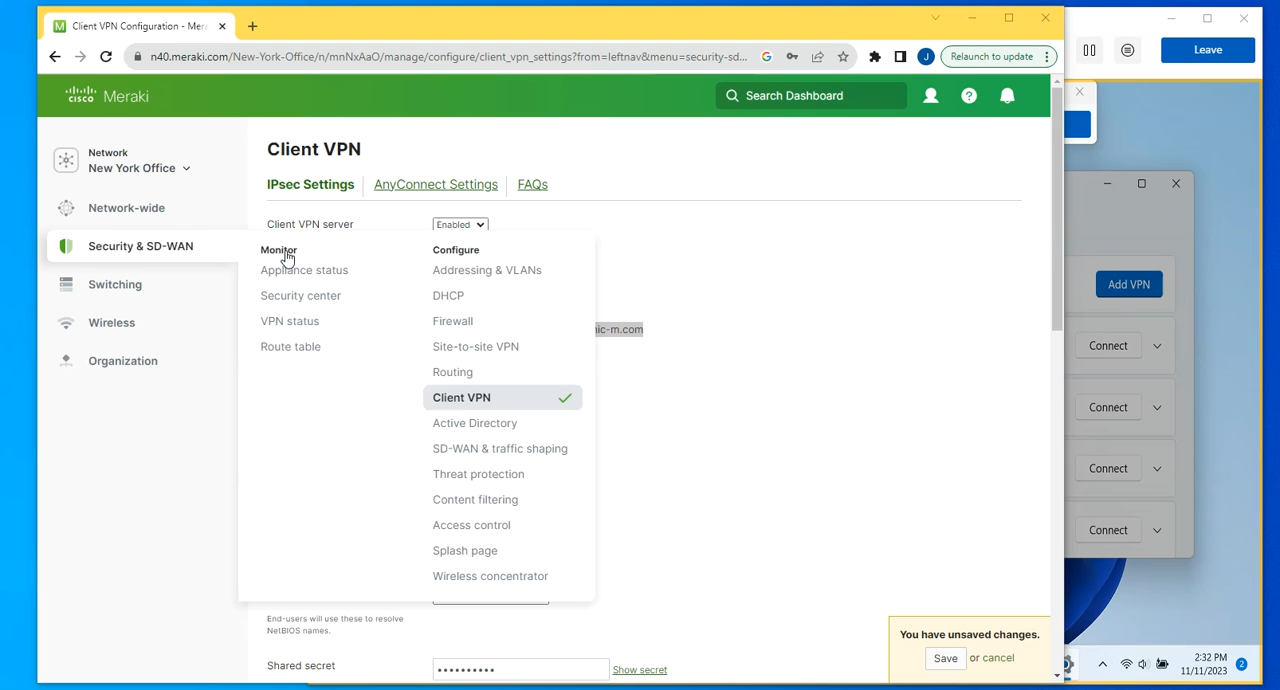 Client VPN Configuration - Mera
n40.meraki.com/New-York-Office/n/mnNxAaO/manage/configure/client_vpn_settings?from=leftnav&menu=security-sd...
J
Relaunch to update
Leave
CISCO Meraki
Search Dashboard
Network
New York Office
Network-wide
Security & SD-WAN
Switching
Wireless
Organization
Client VPN
IPsec Settings
AnyConnect Settings
FAQs
Client VPN server
Enabled
Monitor
Appliance status
Security center
VPN status
Route table
Configure
Addressing & VLANs
DHCP
Firewall
Site-to-site VPN
Routing
Client VPN
Active Directory
SD-WAN & traffic shaping
Threat protection
Content filtering
Access control
Splash page
Wireless concentrator
nic-m.com
End-users will use these to resolve
NetBIOS names.
Shared secret
Show secret
You have unsaved changes.
Save or cancel
Add VPN
Connect
Connect
Connect
Connect
2:32 PM
11/11/2023
2